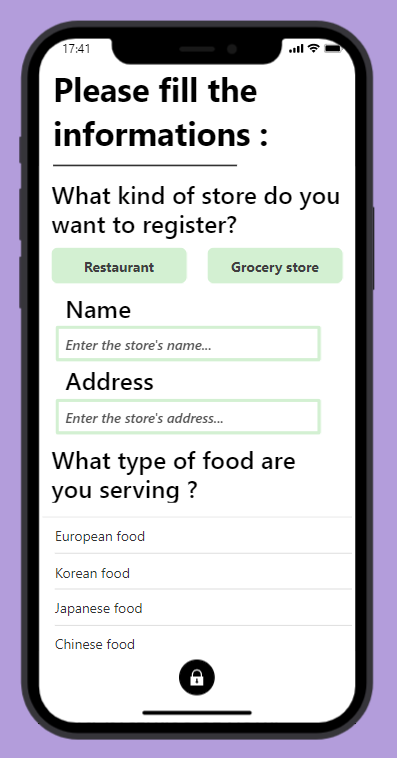 17:41
Please fill the
informations :
What kind of store do you
want to register?
Restaurant
Grocery store
Name
Enter the store's name...
Address
Enter the store's address...
What type of food are
you serving ?
European food
Korean food
Japanese food
Chinese food